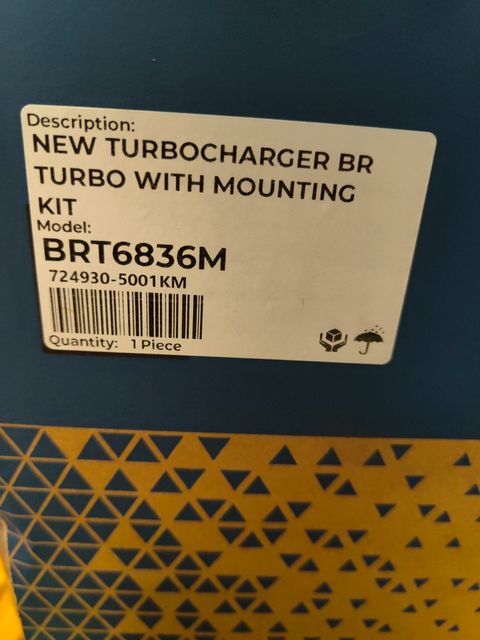 Description:
NEW TURBOCHARGER BR
TURBO WITH MOUNTING
KIT
Model:
BRT6836M
724930-5001KM
Quantity: 1 Piece